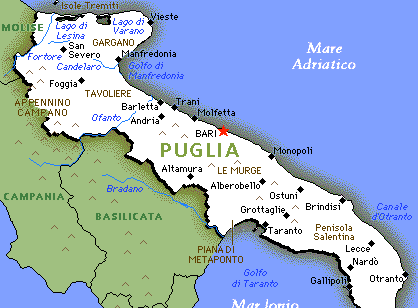 Isole Tremiti
Lago di
Lesina
Lago di
Varano
Vieste
MOLISE
GARGANO
San
Severo
Manfredonia
Fortore
Candelaro
Golfo di
Manfredonia
Foggia
TAVOLIERE
Mare
Adriatico
APPENNINO
CAMPANO
Barletta
Trani
Andria
Molfetta
Ofanto
BARI
PUGLIA
Monopoli
Altamura
LE MURGE
Alberobello
CAMPANIA
Bradano
BASILICATA
Ostuni
Brindisi
Canale
d'Otranto
Grottaglie
Taranto
Penisola
Salentina
PIANA DI
METAPONTO
Lecce
Nardò
Golfo
di Taranto
Gallipoli
Otranto
Mar Ionio